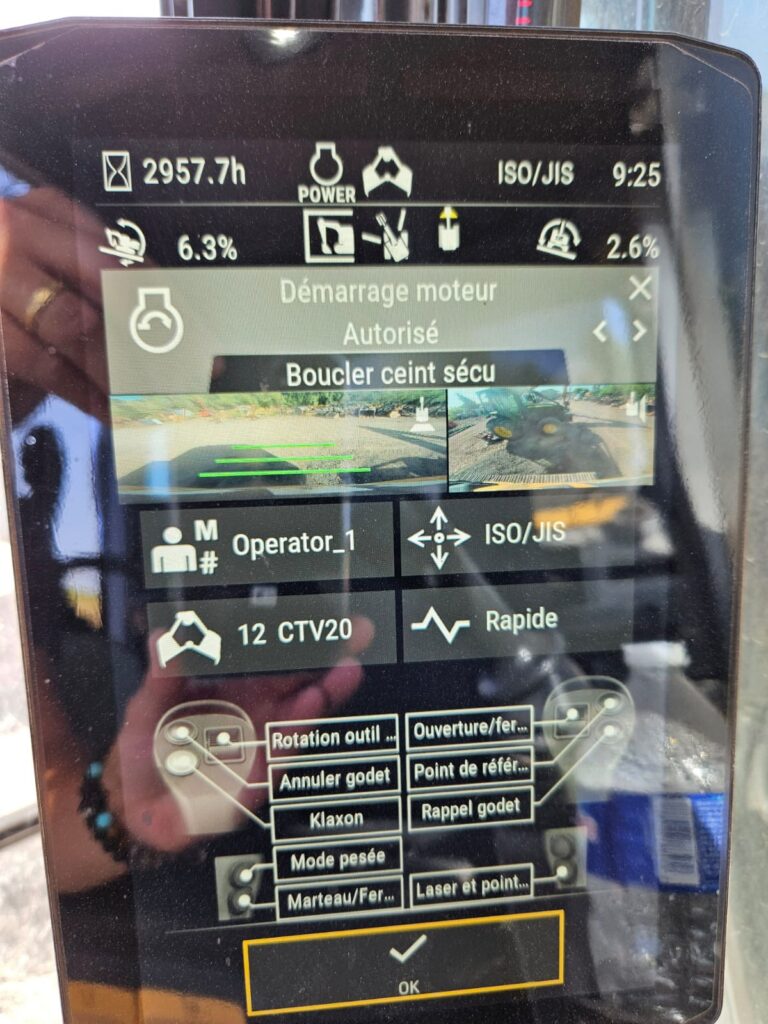 2957.7h
POWER
ISO/JIS
9:25
6.3%
2.6%
Démarrage moteur
Autorisé
Boucler ceint sécu
M
#
Operator_1
ISO/JIS
12 CTV20
Rapide
Rotation outil ...
Ouverture/fer...
Annuler godet
Point de référ...
Klaxon
Rappel godet
Mode pesée
Marteau/Fer...
Laser et point...
OK